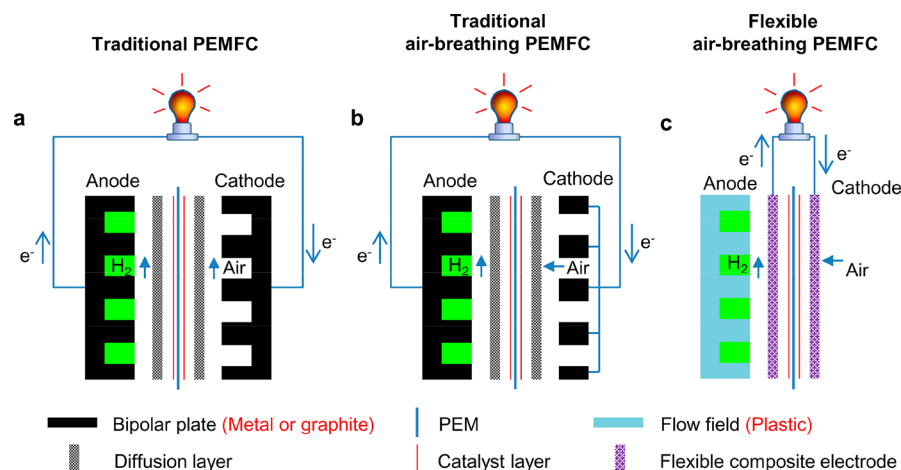 Traditional PEMFC
Traditional
air-breathing PEMFC
Flexible
air-breathing PEMFC
a
b
c
Anode
Cathode
e-
H2
Air
e-
Anode
Cathode
e-
H2
Air
e-
e-
e-
Anode
Cathode
H2
Air
Bipolar plate (Metal or graphite)
PEM
Flow field (Plastic)
Diffusion layer
Catalyst layer
Flexible composite electrode